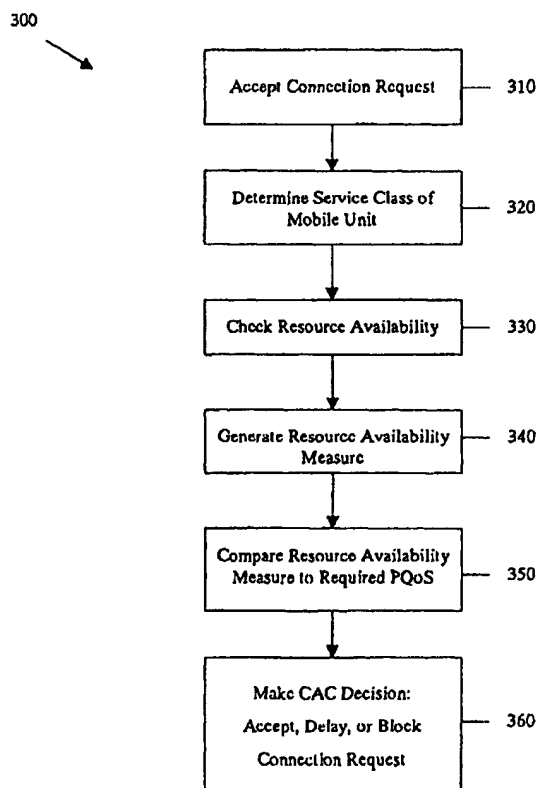 300
Accept Connection Request
310
Determine Service Class of
Mobile Unit
320
Check Resource Availability
330
Generate Resource Availability
Measure
340
Compare Resource Availability
Measure to Required PQoS
350
Make CAC Decision:
Accept, Delay, or Block
Connection Request
360